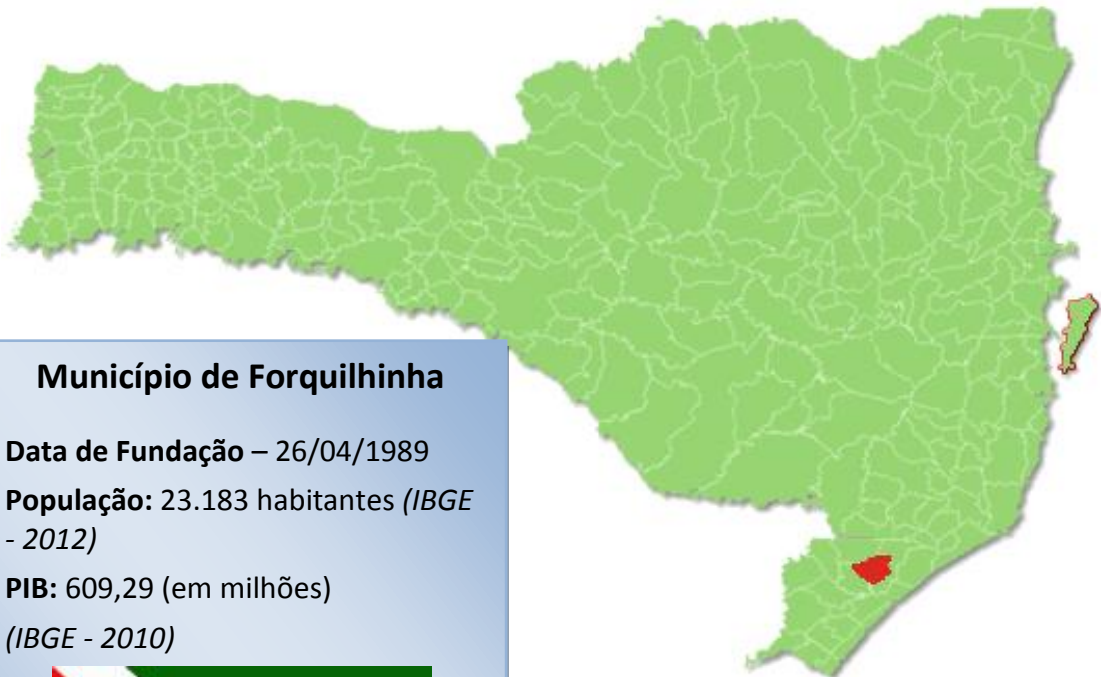 Município de Forquilhinha
Data de Fundação – 26/04/1989
População: 23.183 habitantes (IBGE
- 2012)
PIB: 609,29 (em milhões)
(IBGE - 2010)